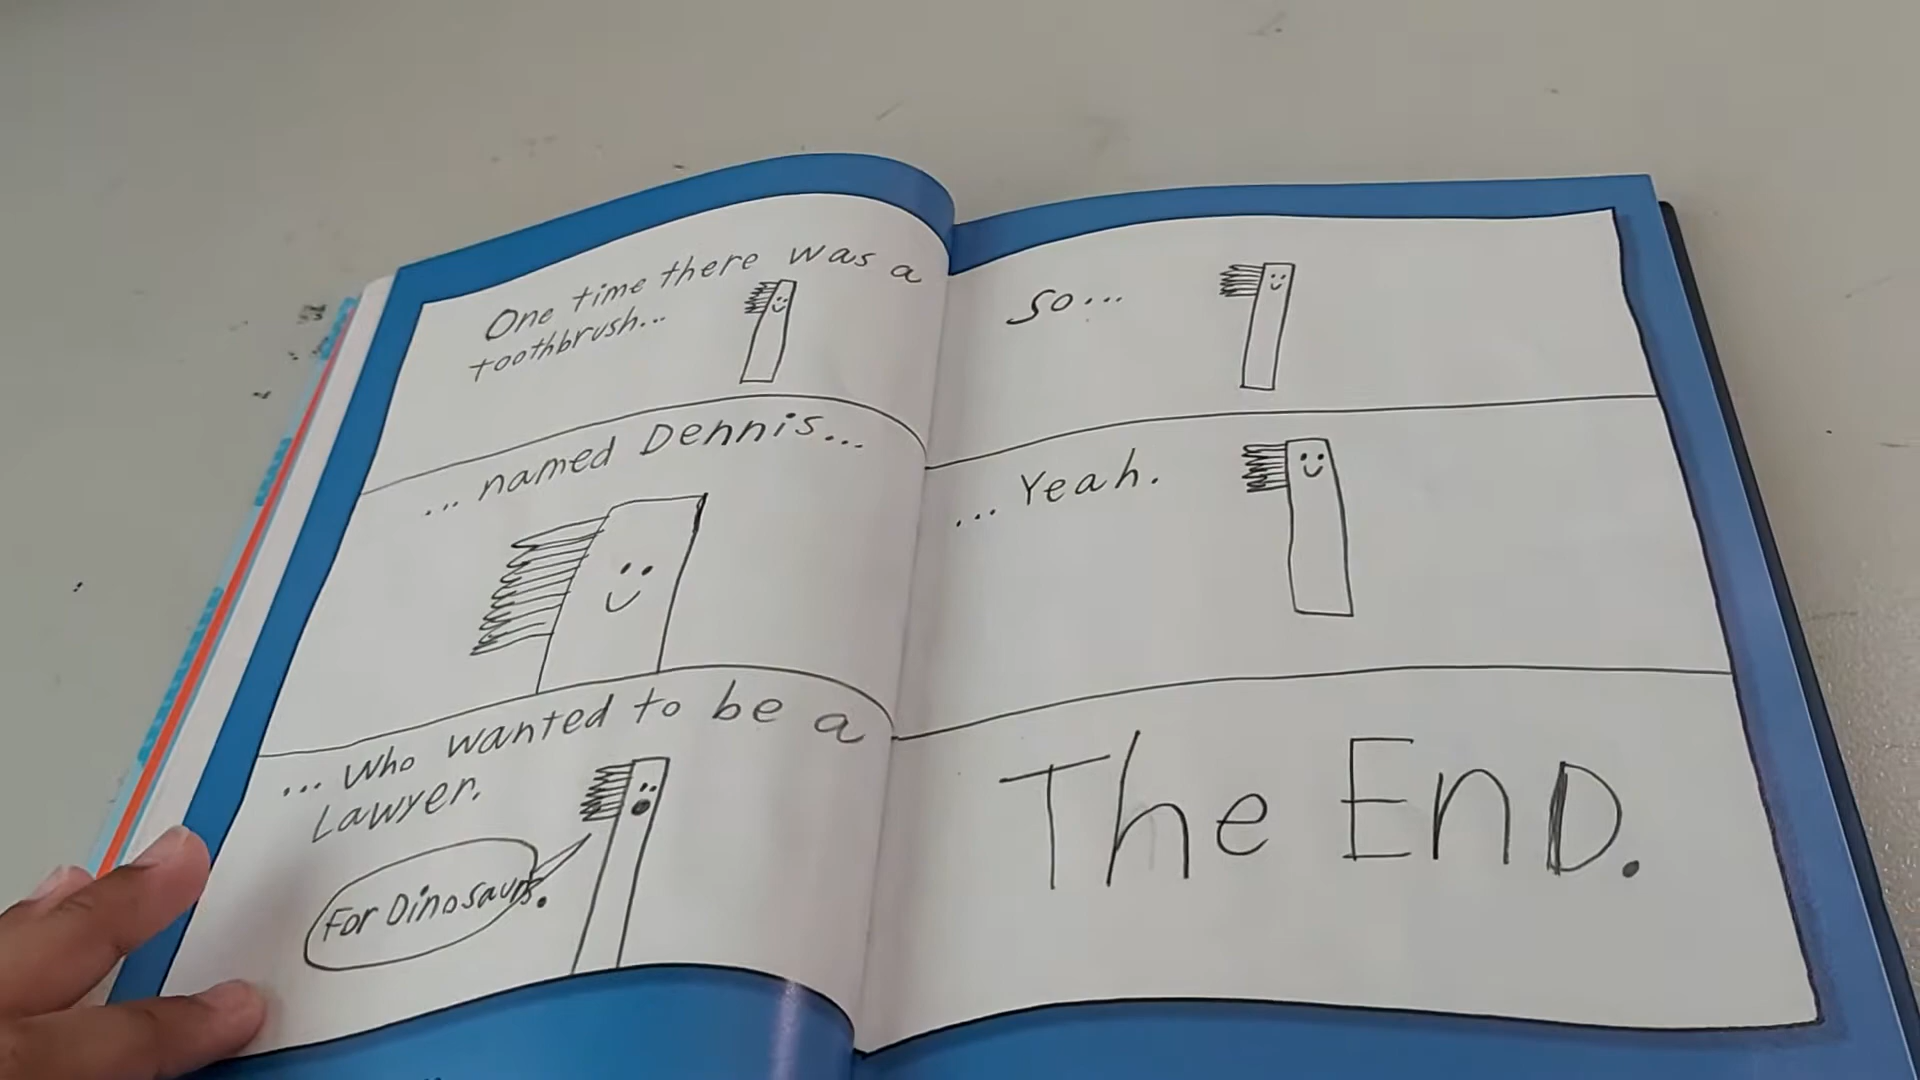 One time there was a
toothbrush...
...named Dennis...
...Who wanted to be a
Lawyer.
For Dinosaurs.
So...
...Yeah.
The End.